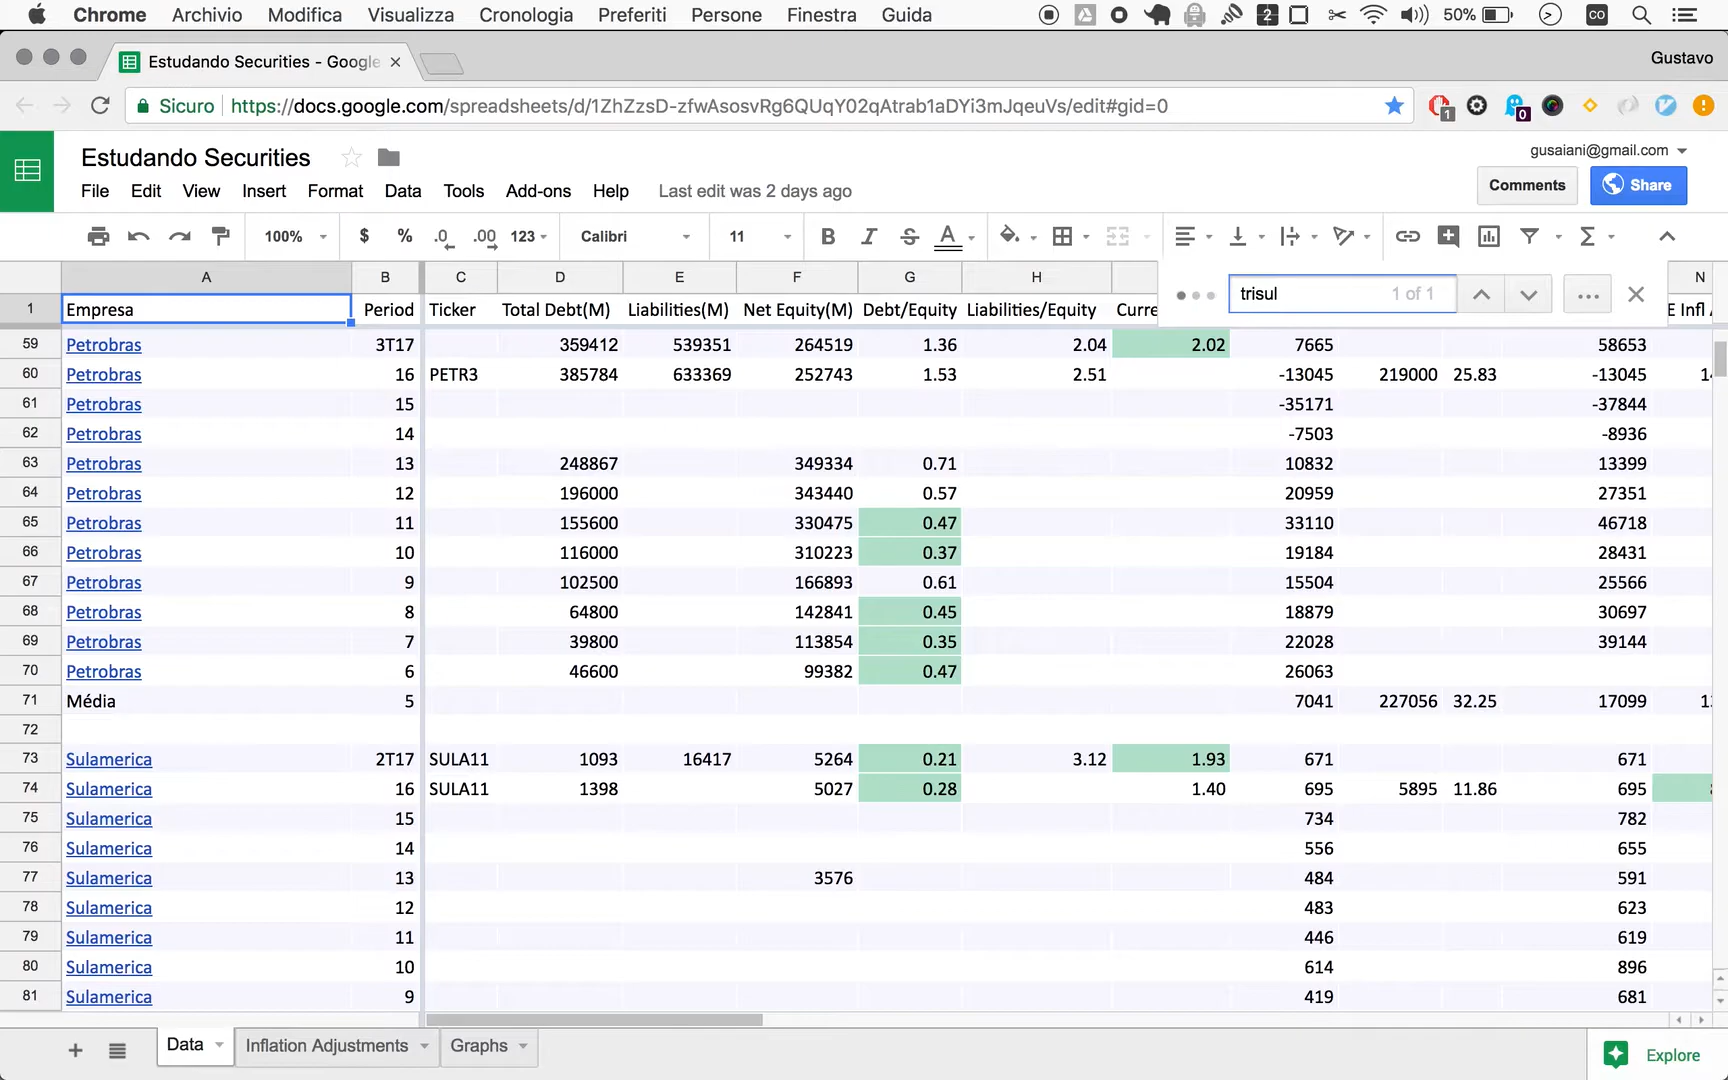 Chrome Archivio Modifica Visualizza Cronologia Preferiti Persone Finestra Guida 2 50% CO
Estudando Securities - Google Gustavo
Sicuro https://docs.google.com/spreadsheets/d/1ZhZzsD-zfwAsosvRg6QUqY02qAtrab1aDYi3mJqeuVs/edit#gid=0 1 0
Estudando Securities gusaiani@gmail.com
File Edit View Insert Format Data Tools Add-ons Help Last edit was 2 days ago Comments Share
100% $ % .0 .00 123 Calibri 11 B I S A
A B C D E F G H N
trisul 1 of 1
1 Empresa Period Ticker Total Debt(M) Liabilities(M) Net Equity(M) Debt/Equity Liabilities/Equity Curre E Infl
59 Petrobras 3T17 359412 539351 264519 1.36 2.04 2.02 7665 58653
60 Petrobras 16 PETR3 385784 633369 252743 1.53 2.51 -13045 219000 25.83 -13045
61 Petrobras 15 -35171 -37844
62 Petrobras 14 -7503 -8936
63 Petrobras 13 248867 349334 0.71 10832 13399
64 Petrobras 12 196000 343440 0.57 20959 27351
65 Petrobras 11 155600 330475 0.47 33110 46718
66 Petrobras 10 116000 310223 0.37 19184 28431
67 Petrobras 9 102500 166893 0.61 15504 25566
68 Petrobras 8 64800 142841 0.45 18879 30697
69 Petrobras 7 39800 113854 0.35 22028 39144
70 Petrobras 6 46600 99382 0.47 26063
71 Média 5 7041 227056 32.25 17099
72
73 Sulamerica 2T17 SULA11 1093 16417 5264 0.21 3.12 1.93 671 671
74 Sulamerica 16 SULA11 1398 5027 0.28 1.40 695 5895 11.86 695
75 Sulamerica 15 734 782
76 Sulamerica 14 556 655
77 Sulamerica 13 3576 484 591
78 Sulamerica 12 483 623
79 Sulamerica 11 446 619
80 Sulamerica 10 614 896
81 Sulamerica 9 419 681
Data Inflation Adjustments Graphs Explore